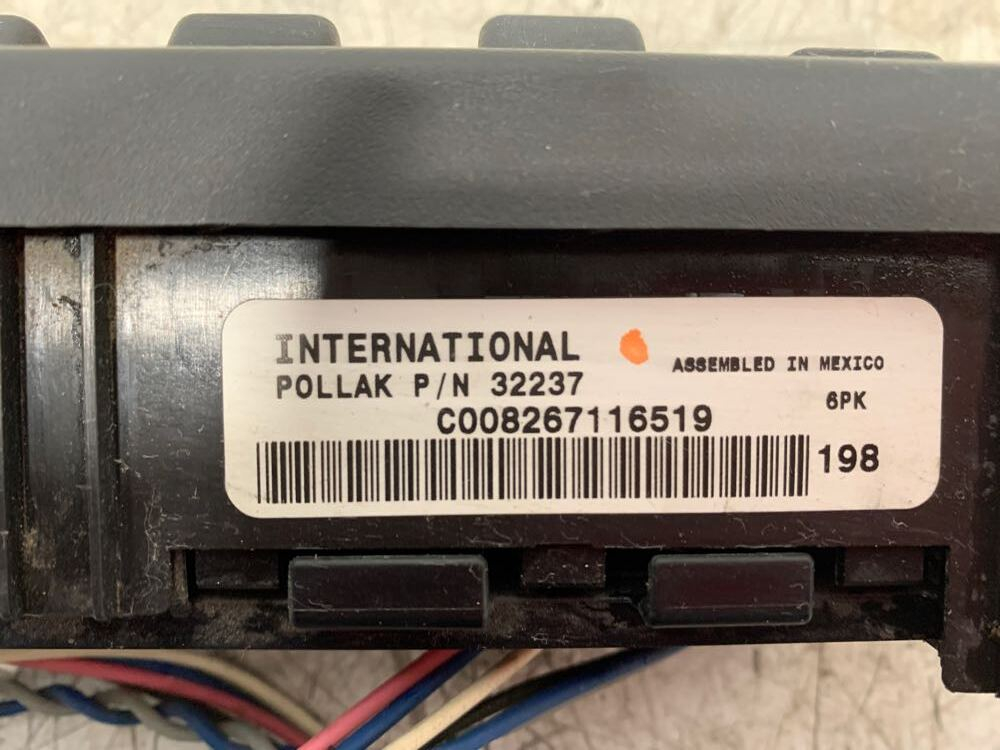 INTERNATIONAL
ASSEMBLED IN MEXICO
POLLAK P/N 32237
6PK
C008267116519
198